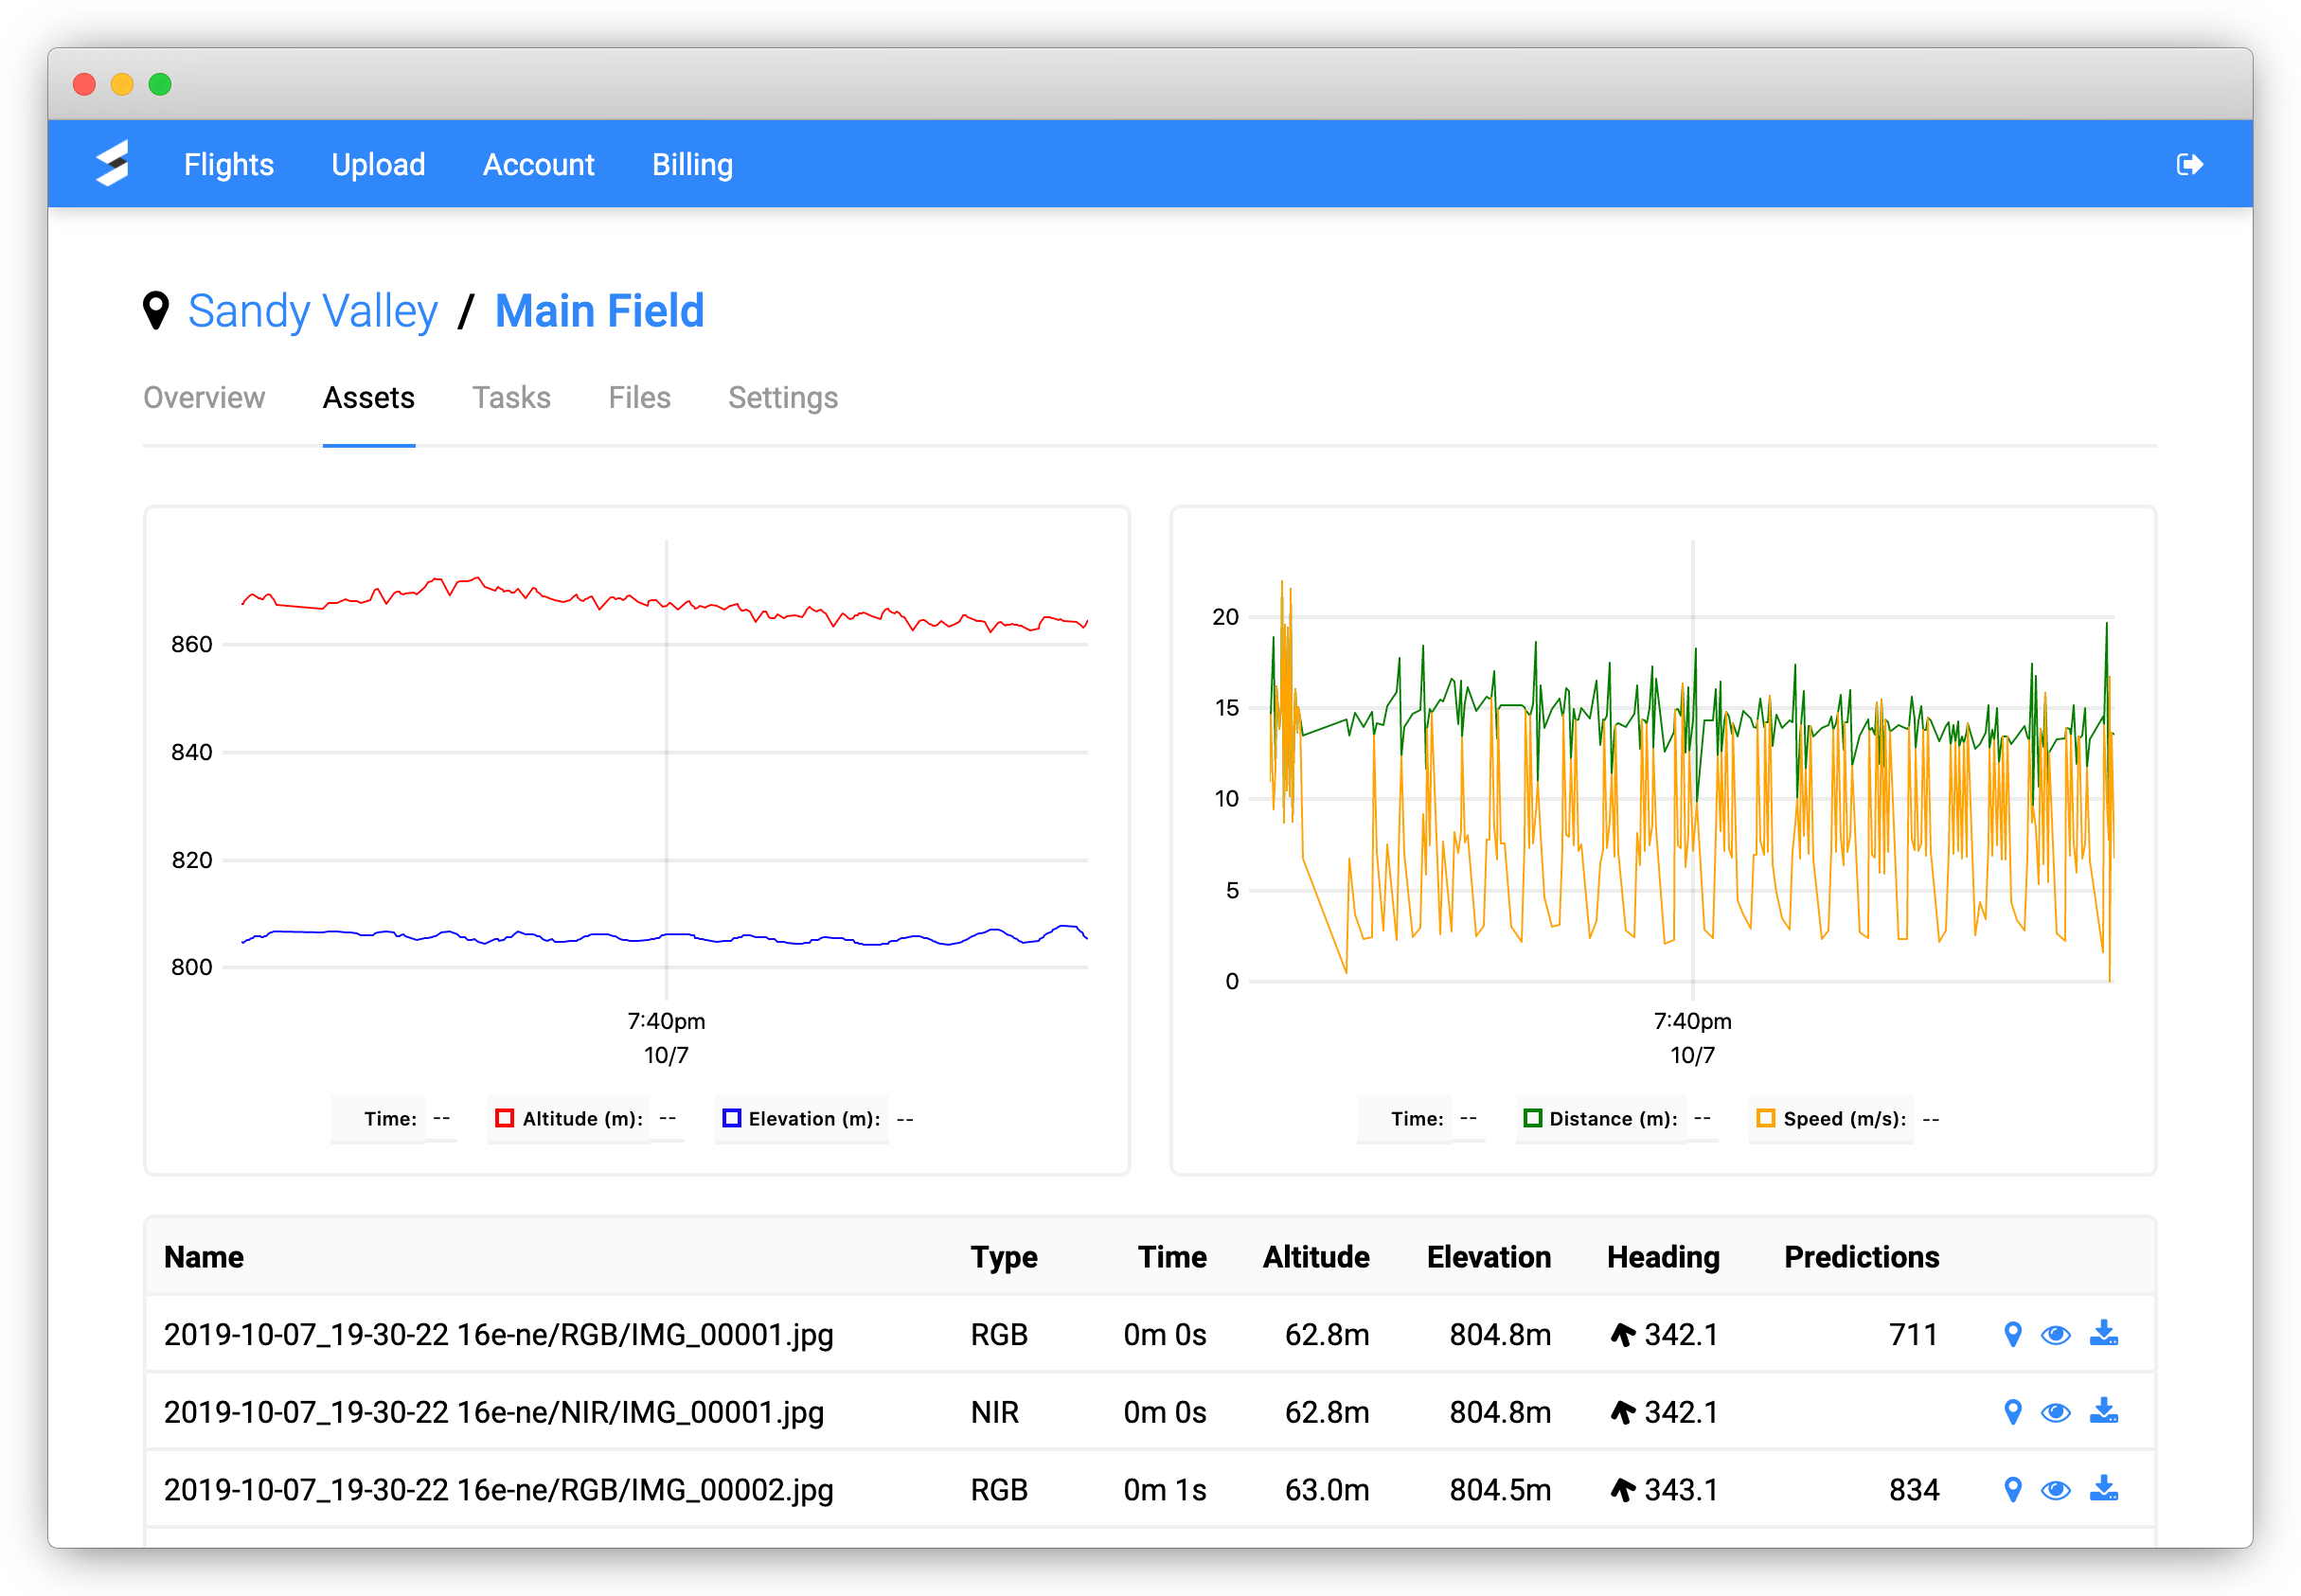 Flights Upload Account Billing
Sandy Valley / Main Field
Overview Assets Tasks Files Settings
860
840
820
800
7:40pm
10/7
Time: -- Altitude (m): -- Elevation (m): --
20
15
10
5
0
7:40pm
10/7
Time: -- Distance (m): -- Speed (m/s): --
Name Type Time Altitude Elevation Heading Predictions
2019-10-07_19-30-22 16e-ne/RGB/IMG_00001.jpg RGB 0m 0s 62.8m 804.8m 342.1 711
2019-10-07_19-30-22 16e-ne/NIR/IMG_00001.jpg NIR 0m 0s 62.8m 804.8m 342.1
2019-10-07_19-30-22 16e-ne/RGB/IMG_00002.jpg RGB 0m 1s 63.0m 804.5m 343.1 834